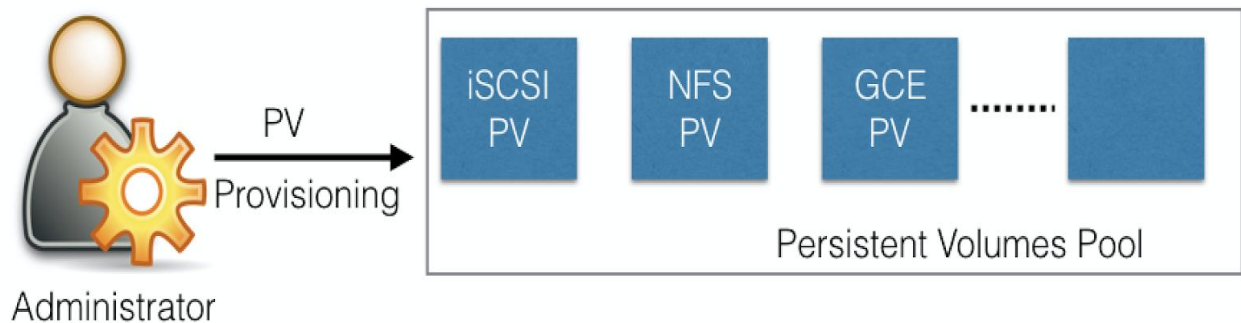 PV
Provisioning
Administrator
iSCSI
PV
NFS
PV
GCE
PV
Persistent Volumes Pool